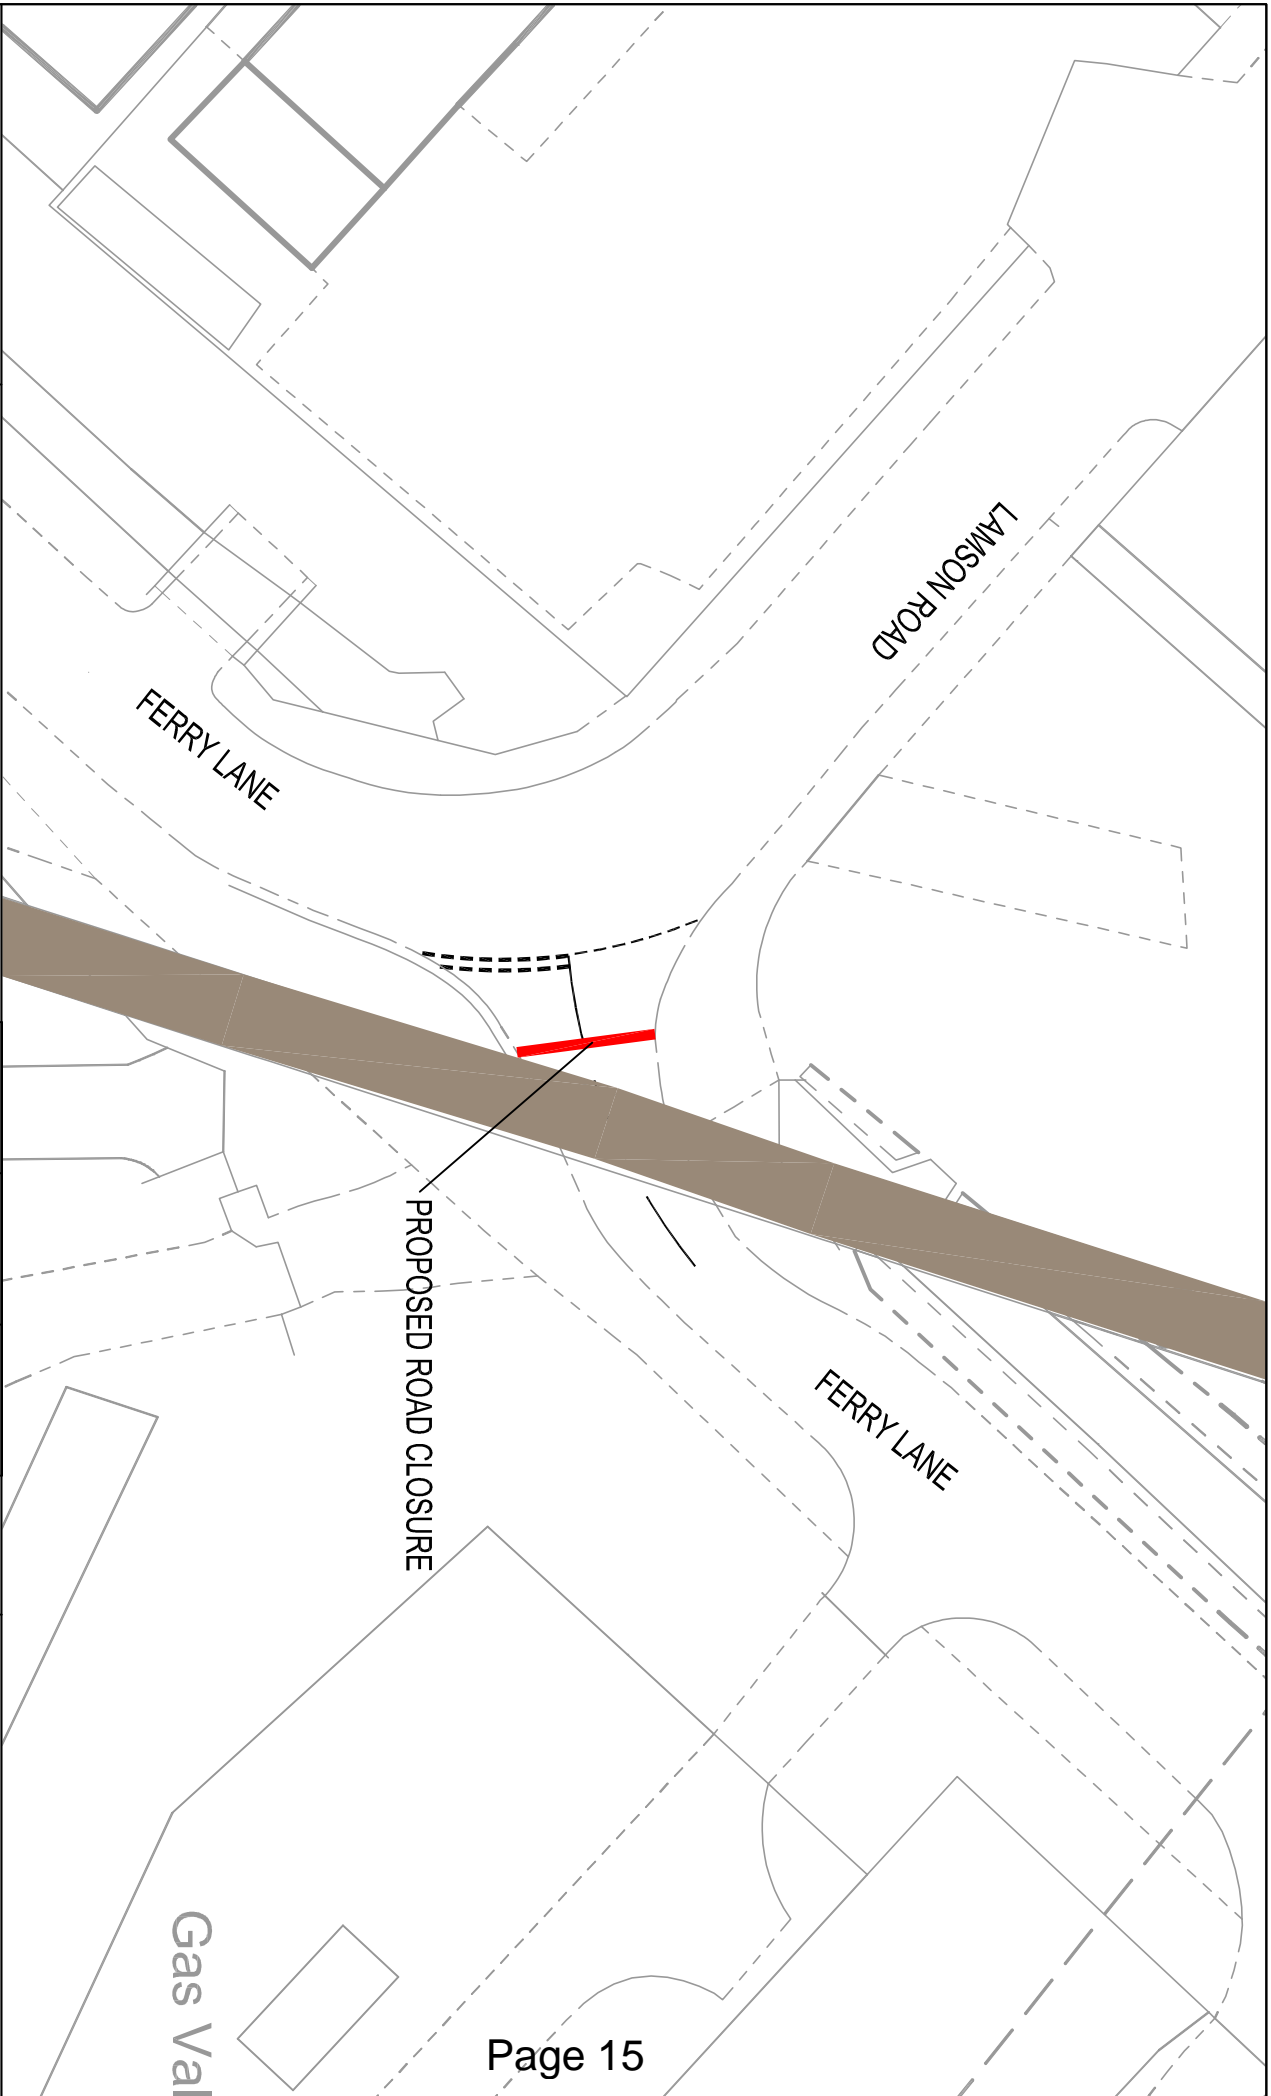 LAMSON ROAD
FERRY LANE
PROPOSED ROAD CLOSURE
FERRY LANE
Gas Val
Page 15